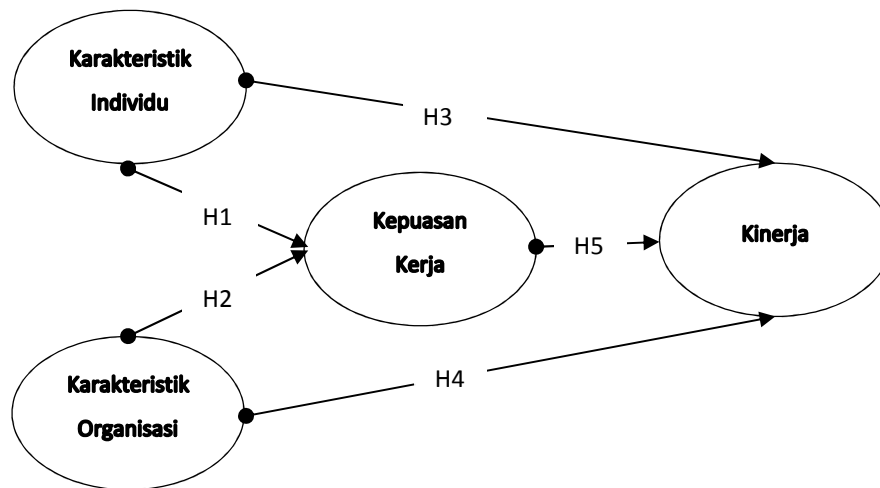 Karakteristik
Individu
H3
H1
Kepuasan
Kerja
H5
Kinerja
H2
H4
Karakteristik
Organisasi